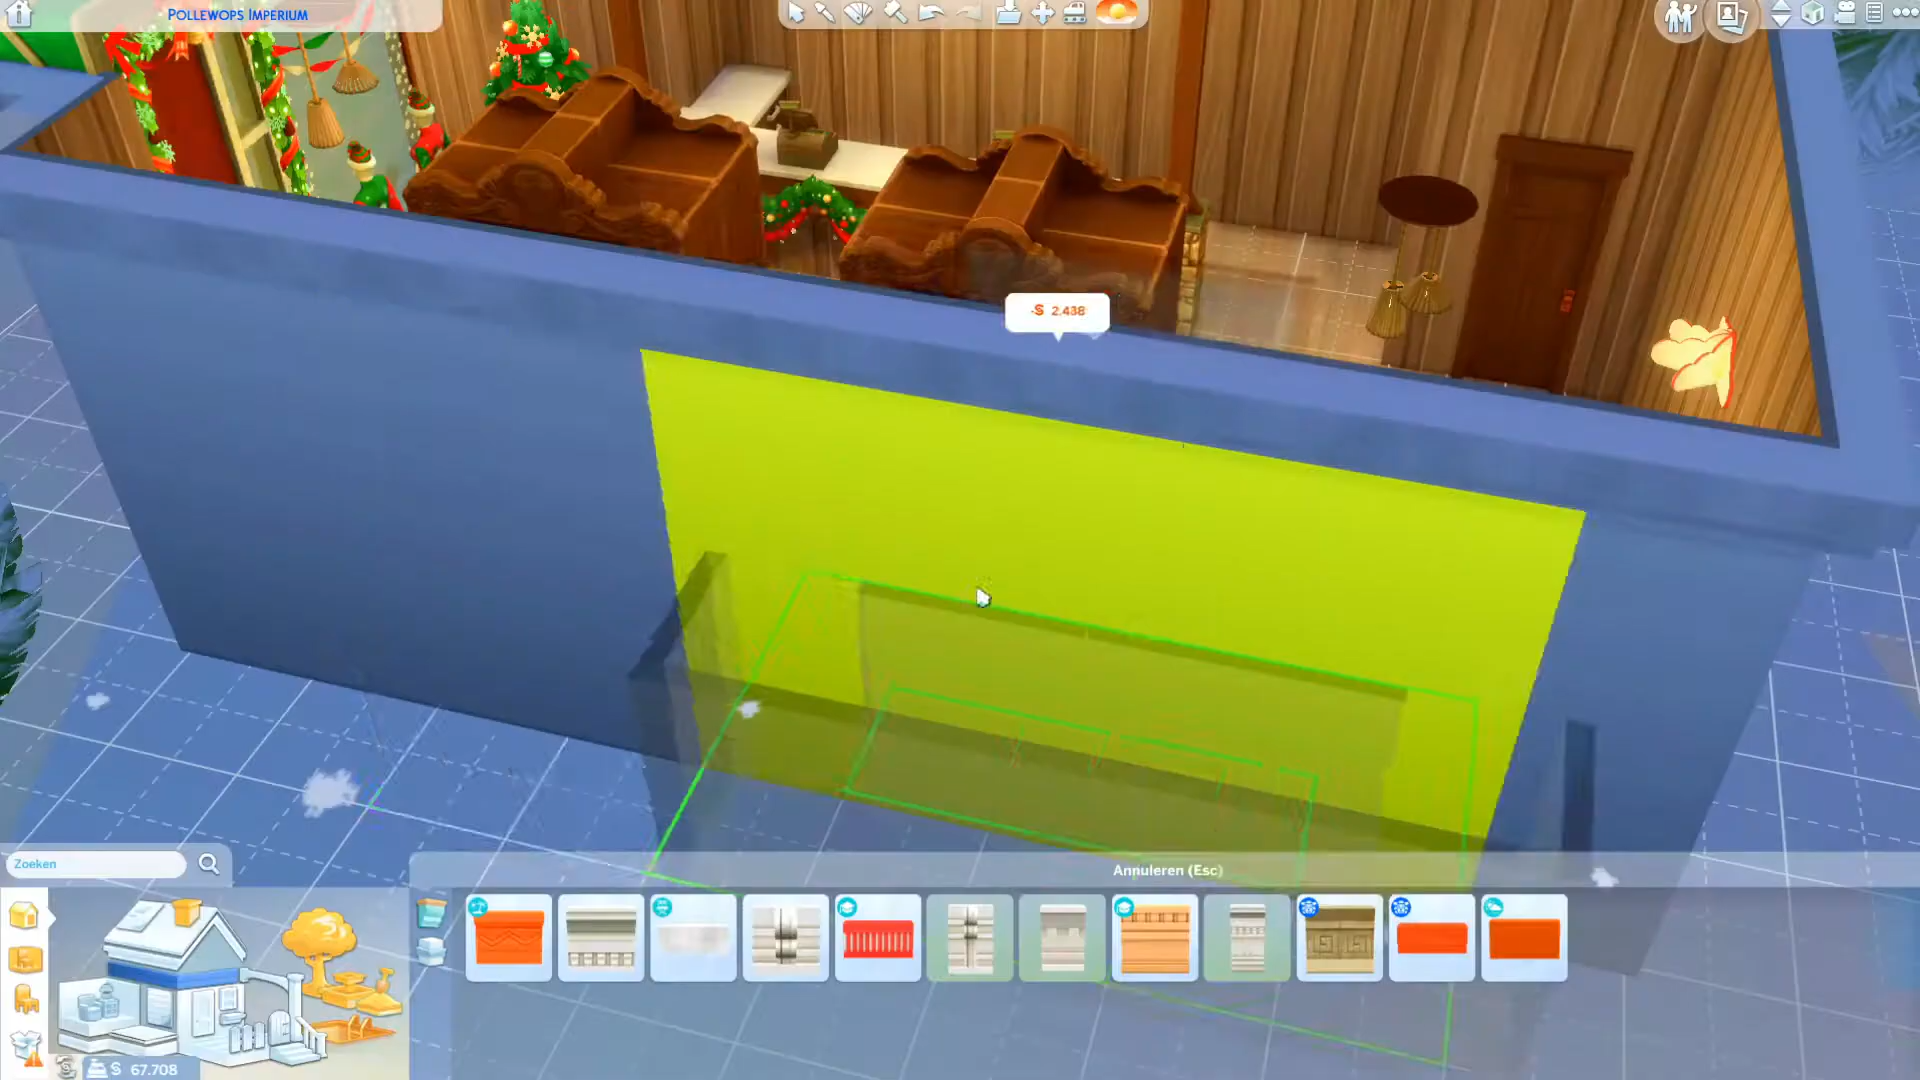 Pollewops Imperium
-§ 2.438
Zoeken
Annuleren (Esc)
§ 67.708